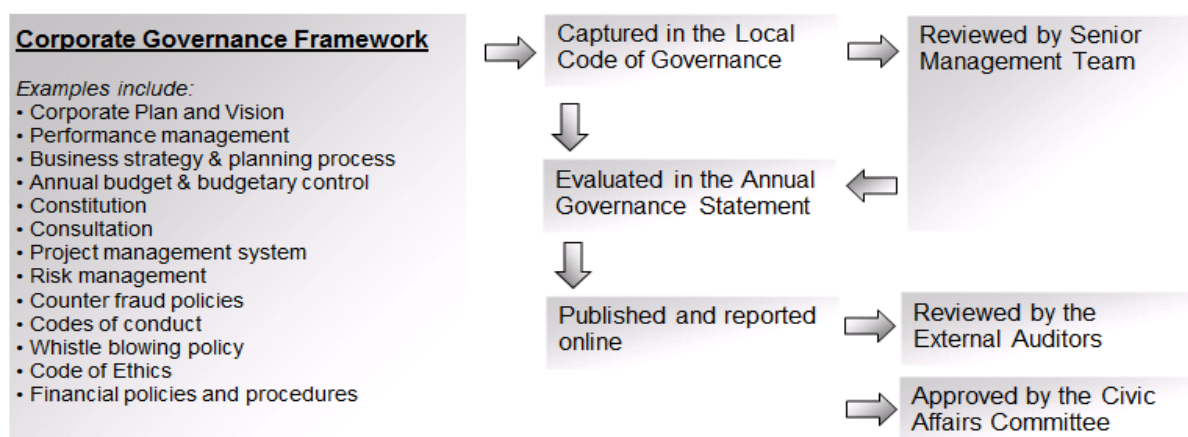 Corporate Governance Framework
Examples include:
• Corporate Plan and Vision
• Performance management
• Business strategy & planning process
• Annual budget & budgetary control
• Constitution
• Consultation
• Project management system
• Risk management
• Counter fraud policies
• Codes of conduct
• Whistle blowing policy
• Code of Ethics
• Financial policies and procedures
Captured in the Local
Code of Governance
Reviewed by Senior
Management Team
Evaluated in the Annual
Governance Statement
Published and reported
online
Reviewed by the
External Auditors
Approved by the Civic
Affairs Committee